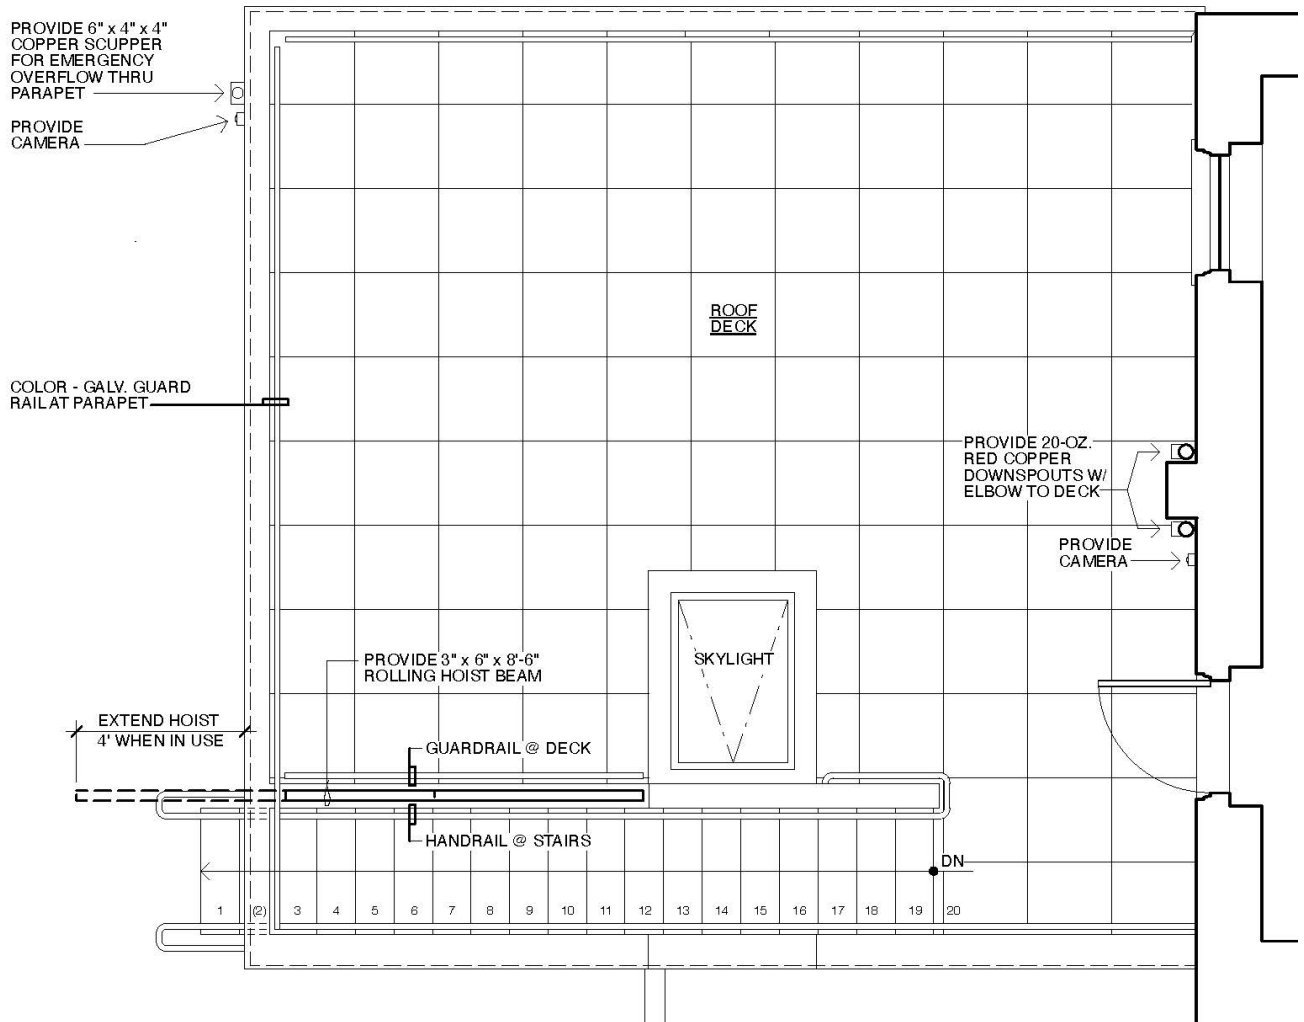 PROVIDE 6" x 4" x 4"
COPPER SCUPPER
FOR EMERGENCY
OVERFLOW THRU
PARAPET
PROVIDE
CAMERA
ROOF
DECK
COLOR - GALV. GUARD
RAIL AT PARAPET
PROVIDE 20-OZ.
RED COPPER
DOWNSPOUTS W/
ELBOW TO DECK
PROVIDE
CAMERA
SKYLIGHT
PROVIDE 3" x 6" x 8'-6"
ROLLING HOIST BEAM
EXTEND HOIST
4' WHEN IN USE
GUARDRAIL @ DECK
HANDRAIL @ STAIRS
DN
1 (2) 3 4 5 6 7 8 9 10 11 12 13 14 15 16 17 18 19 20